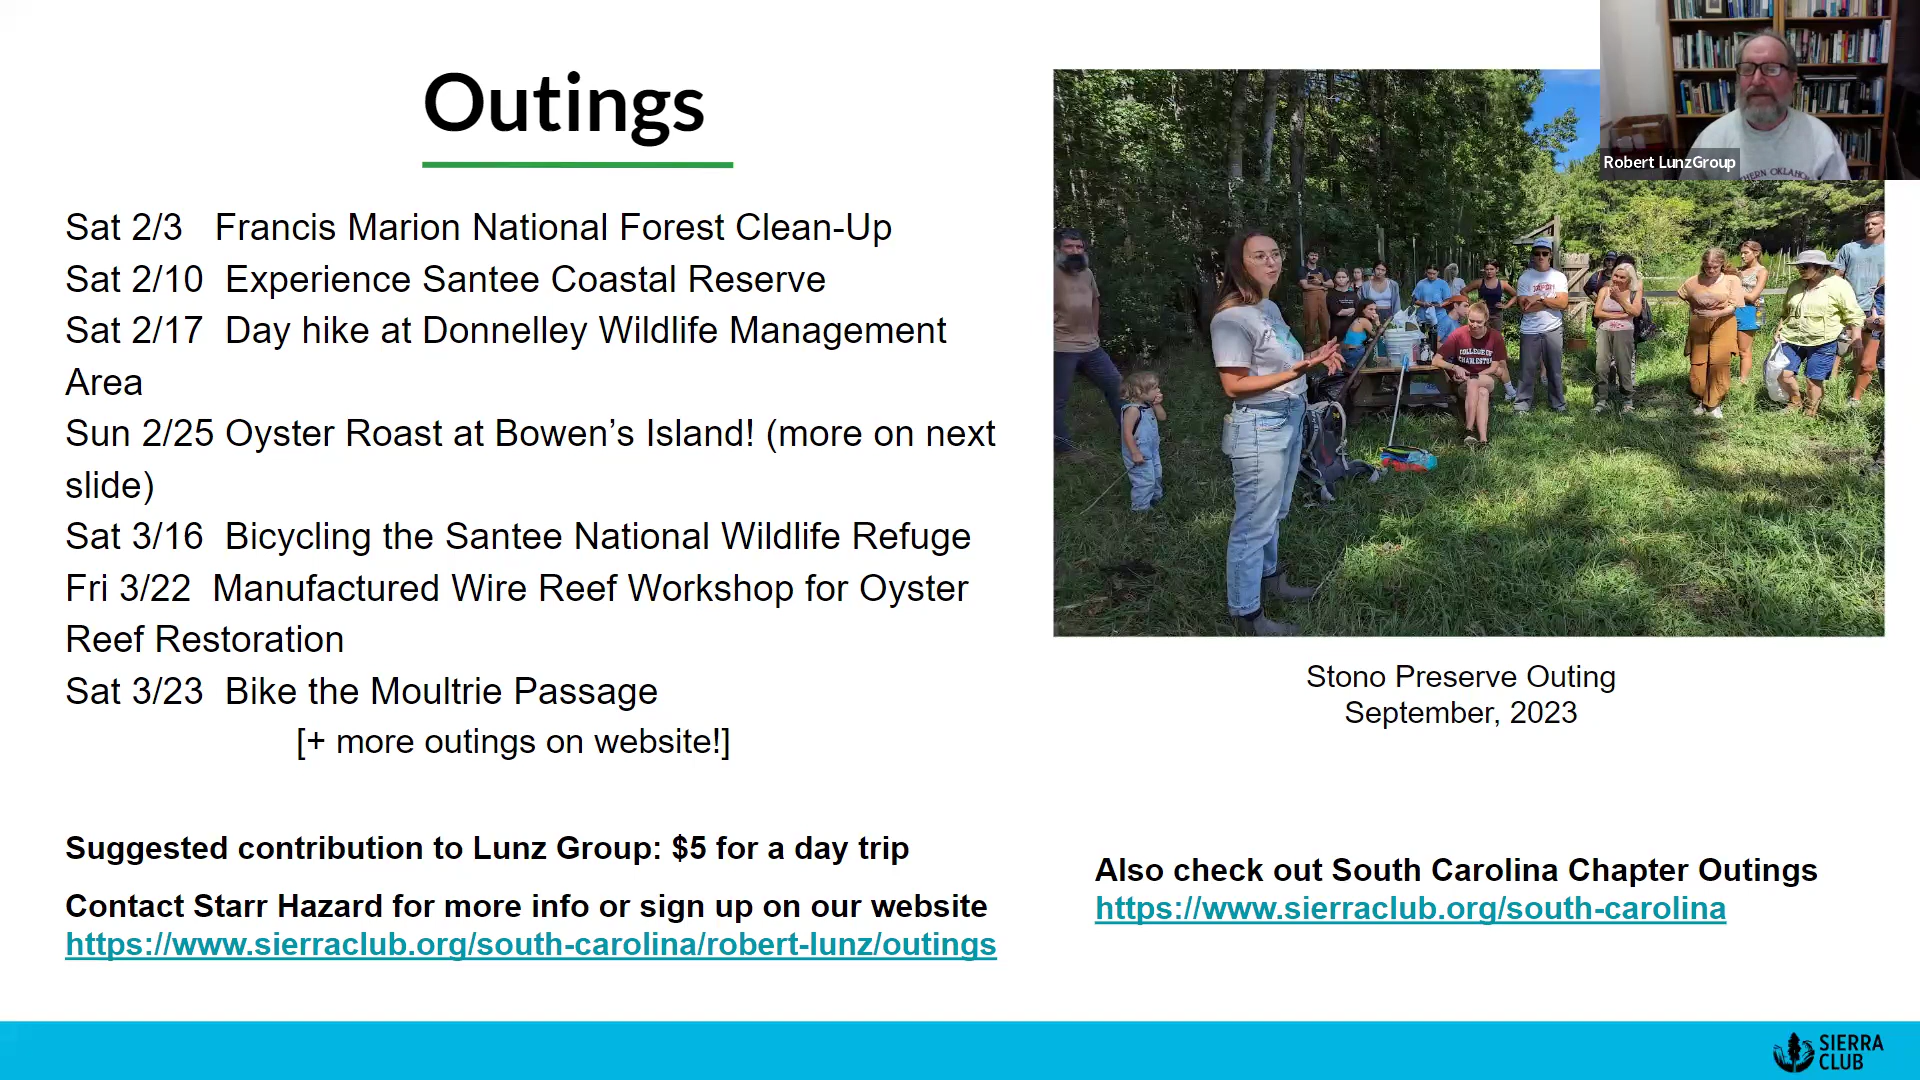 Outings
Sat 2/3 Francis Marion National Forest Clean-Up
Sat 2/10 Experience Santee Coastal Reserve
Sat 2/17 Day hike at Donnelley Wildlife Management
Area
Sun 2/25 Oyster Roast at Bowen’s Island! (more on next
slide)
Sat 3/16 Bicycling the Santee National Wildlife Refuge
Fri 3/22 Manufactured Wire Reef Workshop for Oyster
Reef Restoration
Sat 3/23 Bike the Moultrie Passage
[+ more outings on website!]
Suggested contribution to Lunz Group: $5 for a day trip
Contact Starr Hazard for more info or sign up on our website
https://www.sierraclub.org/south-carolina/robert-lunz/outings
Robert LunzGroup
COLLEGE OF
CHARLESTON
Stono Preserve Outing
September, 2023
Also check out South Carolina Chapter Outings
https://www.sierraclub.org/south-carolina
SIERRA
CLUB